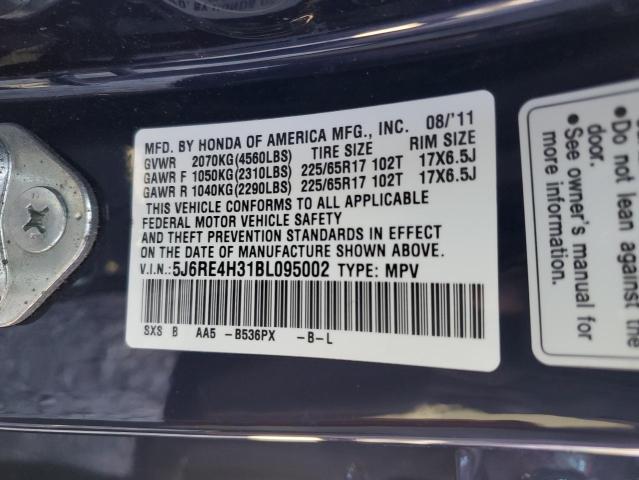 MFD. BY HONDA OF AMERICA MFG., INC. 08/'11
GVWR 2070KG(4560LBS) TIRE SIZE RIM SIZE
GAWR F 1050KG(2310LBS) 225/65R17 102T 17X6.5J
GAWR R 1040KG(2290LBS) 225/65R17 102T 17X6.5J
THIS VEHICLE CONFORMS TO ALL APPLICABLE
FEDERAL MOTOR VEHICLE SAFETY
AND THEFT PREVENTION STANDARDS IN EFFECT
ON THE DATE OF MANUFACTURE SHOWN ABOVE.
V.I.N.:5J6RE4H31BL095002 TYPE: MPV
SXS B AA5 -B536PX -B-L
not lean against the
• Do not lean on
door.
See owner's manual for
more information.